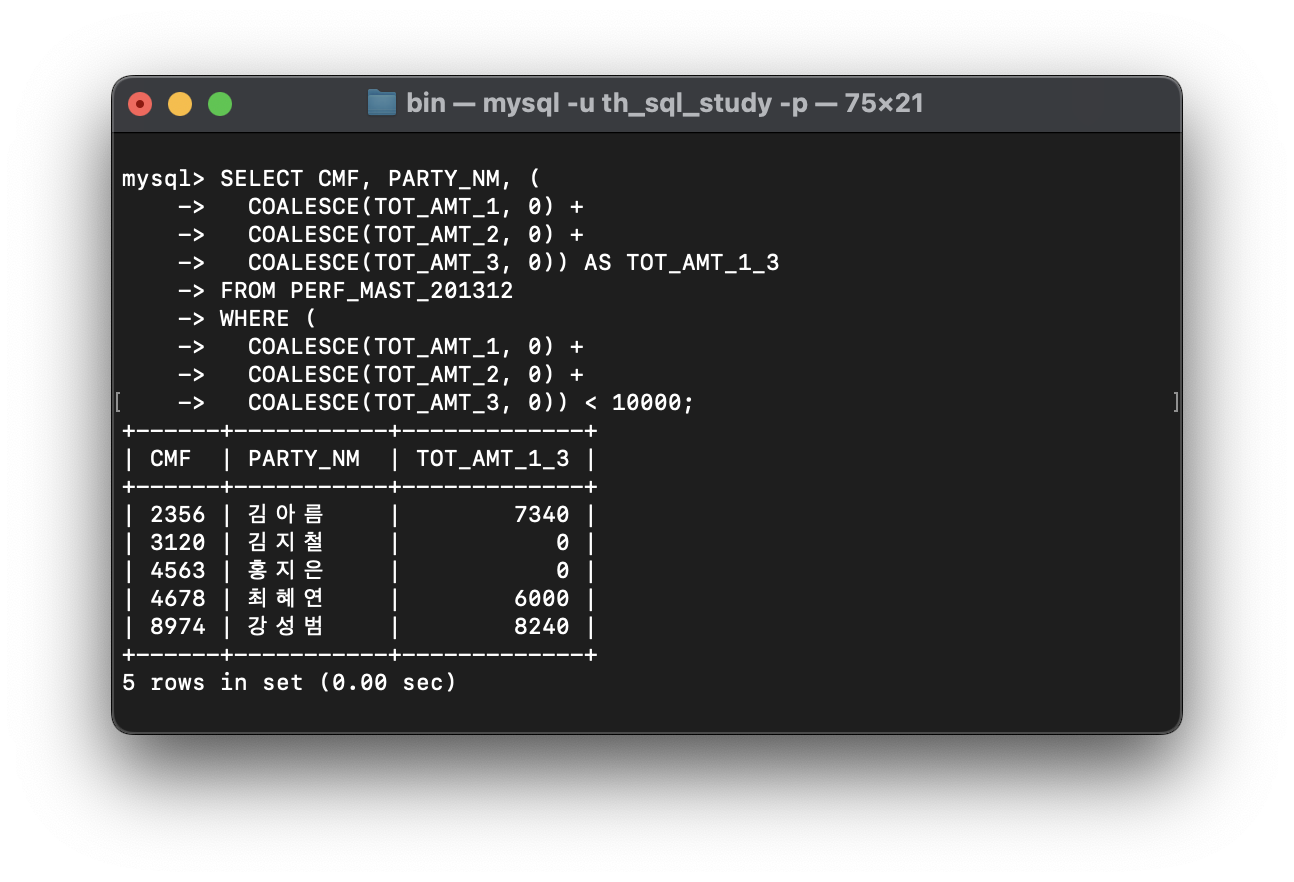 bin — mysql -u th_sql_study -p — 75×21
mysql> SELECT CMF, PARTY_NM, (
    ->   COALESCE(TOT_AMT_1, 0) +
    ->   COALESCE(TOT_AMT_2, 0) +
    ->   COALESCE(TOT_AMT_3, 0)) AS TOT_AMT_1_3
    -> FROM PERF_MAST_201312
    -> WHERE (
    ->   COALESCE(TOT_AMT_1, 0) +
    ->   COALESCE(TOT_AMT_2, 0) +
[    ->   COALESCE(TOT_AMT_3, 0)) < 10000; ]
+------+-----------+-------------+
| CMF  | PARTY_NM  | TOT_AMT_1_3 |
+------+-----------+-------------+
| 2356 | 김아름    |        7340 |
| 3120 | 김지철    |           0 |
| 4563 | 홍지은    |           0 |
| 4678 | 최혜연    |        6000 |
| 8974 | 강성범    |        8240 |
+------+-----------+-------------+
5 rows in set (0.00 sec)